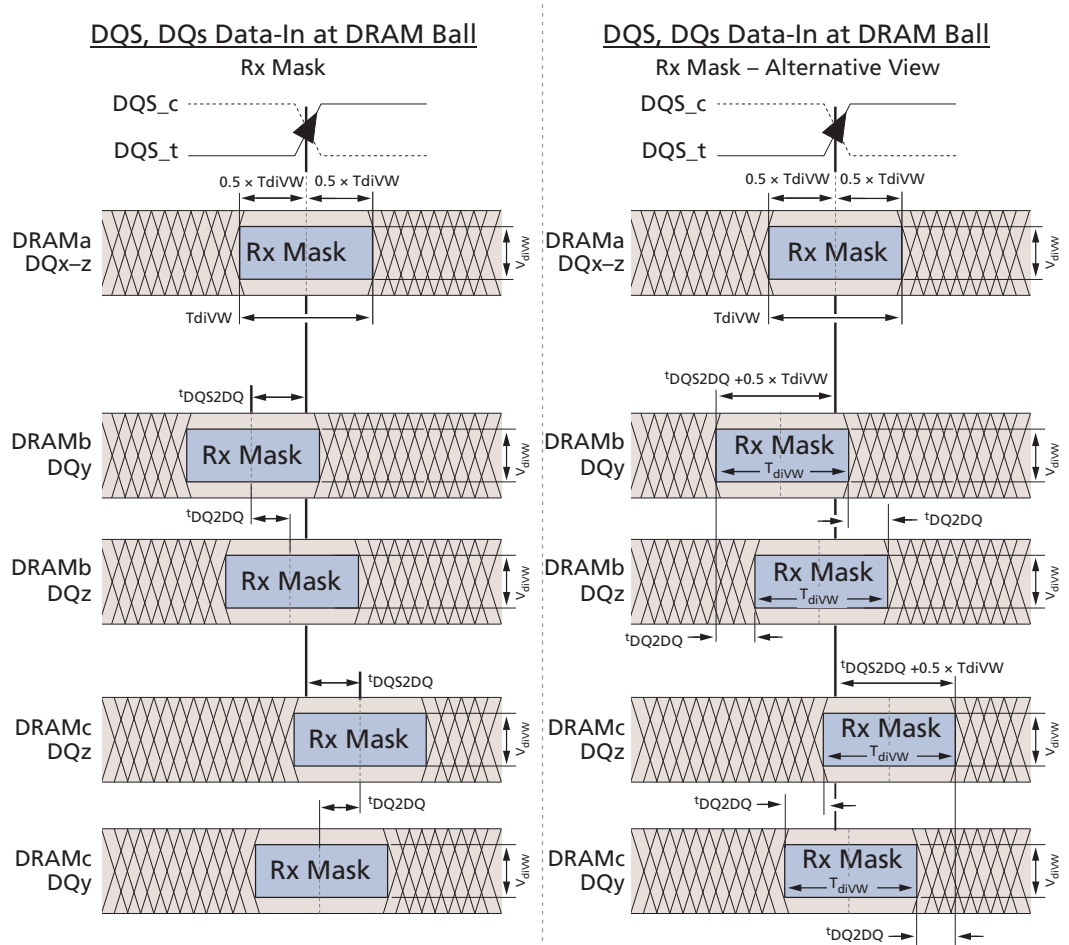 DQS, DQs Data-In at DRAM Ball
Rx Mask
DQS_c
DQS_t
0.5 × TdiVW 0.5 × TdiVW
DRAMa
DQx–z
Rx Mask
VdiVW
TdiVW
tDQS2DQ
DRAMb
DQy
Rx Mask
VdiVW
tDQ2DQ
DRAMb
DQz
Rx Mask
VdiVW
tDQS2DQ
DRAMc
DQz
Rx Mask
VdiVW
tDQ2DQ
DRAMc
DQy
Rx Mask
VdiVW
DQS, DQs Data-In at DRAM Ball
Rx Mask – Alternative View
DQS_c
DQS_t
0.5 × TdiVW 0.5 × TdiVW
DRAMa
DQx–z
Rx Mask
VdiVW
TdiVW
tDQS2DQ +0.5 × TdiVW
DRAMb
DQy
Rx Mask
TdiVW
VdiVW
tDQ2DQ
DRAMb
DQz
Rx Mask
TdiVW
VdiVW
tDQ2DQ
tDQS2DQ +0.5 × TdiVW
DRAMc
DQz
Rx Mask
TdiVW
VdiVW
tDQ2DQ
DRAMc
DQy
Rx Mask
TdiVW
VdiVW
tDQ2DQ